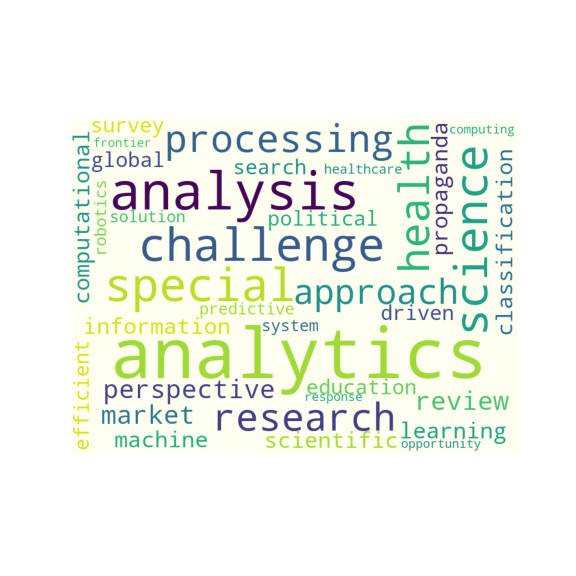 survey
frontier
global
computational
robotics
processing
search
healthcare
analysis
solution
political
challenge
health
propaganda
computing
science
classification
special
approach
predictive
driven
information
system
analytics
efficient
perspective
education
response
market
research
review
machine
scientific
learning
opportunity